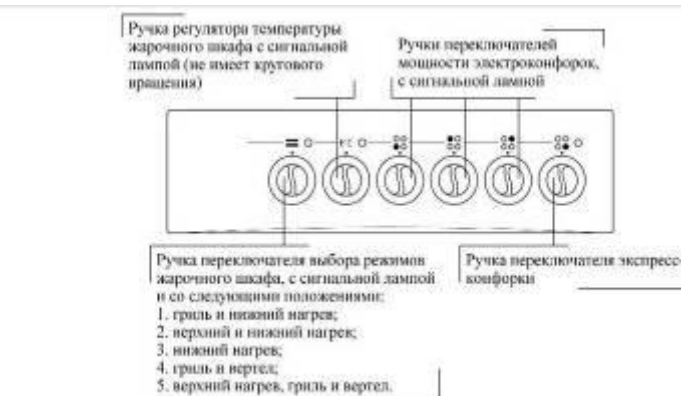 Ручка регулятора температуры
жарочного шкафа с сигнальной
лампой (не имеет кругового
вращения)
Ручки переключателей
мощности электроконфорок,
с сигнальной лампой
t°C
Ручка переключателя выбора режимов
жарочного шкафа, с сигнальной лампой
и со следующими положениями:
1. гриль и нижний нагрев;
2. верхний и нижний нагрев;
3. нижний нагрев;
4. гриль и вертел;
5. верхний нагрев, гриль и вертел.
Ручка переключателя экспресс-
конфорки